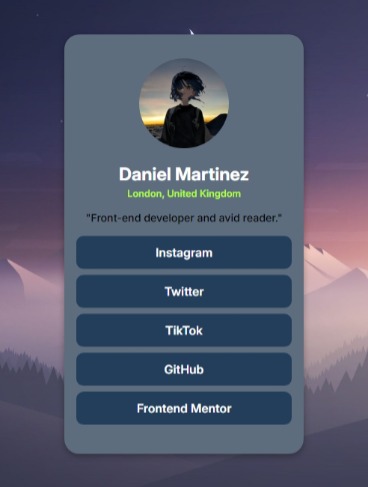 Daniel Martinez
London, United Kingdom
"Front-end developer and avid reader."
Instagram
Twitter
TikTok
GitHub
Frontend Mentor